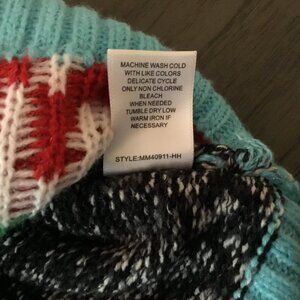 MACHINE WASH COLD
WITH LIKE COLORS
DELICATE CYCLE
ONLY NON CHLORINE
BLEACH
WHEN NEEDED
TUMBLE DRY LOW
WARM IRON IF
NECESSARY
STYLE:MM40911-HH